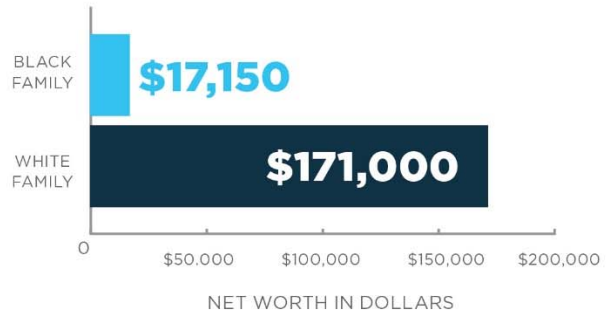 BLACK
FAMILY
$17,150
WHITE
FAMILY
$171,000
0
$50.000
$100,000
$150,000
$200,000
NET WORTH IN DOLLARS